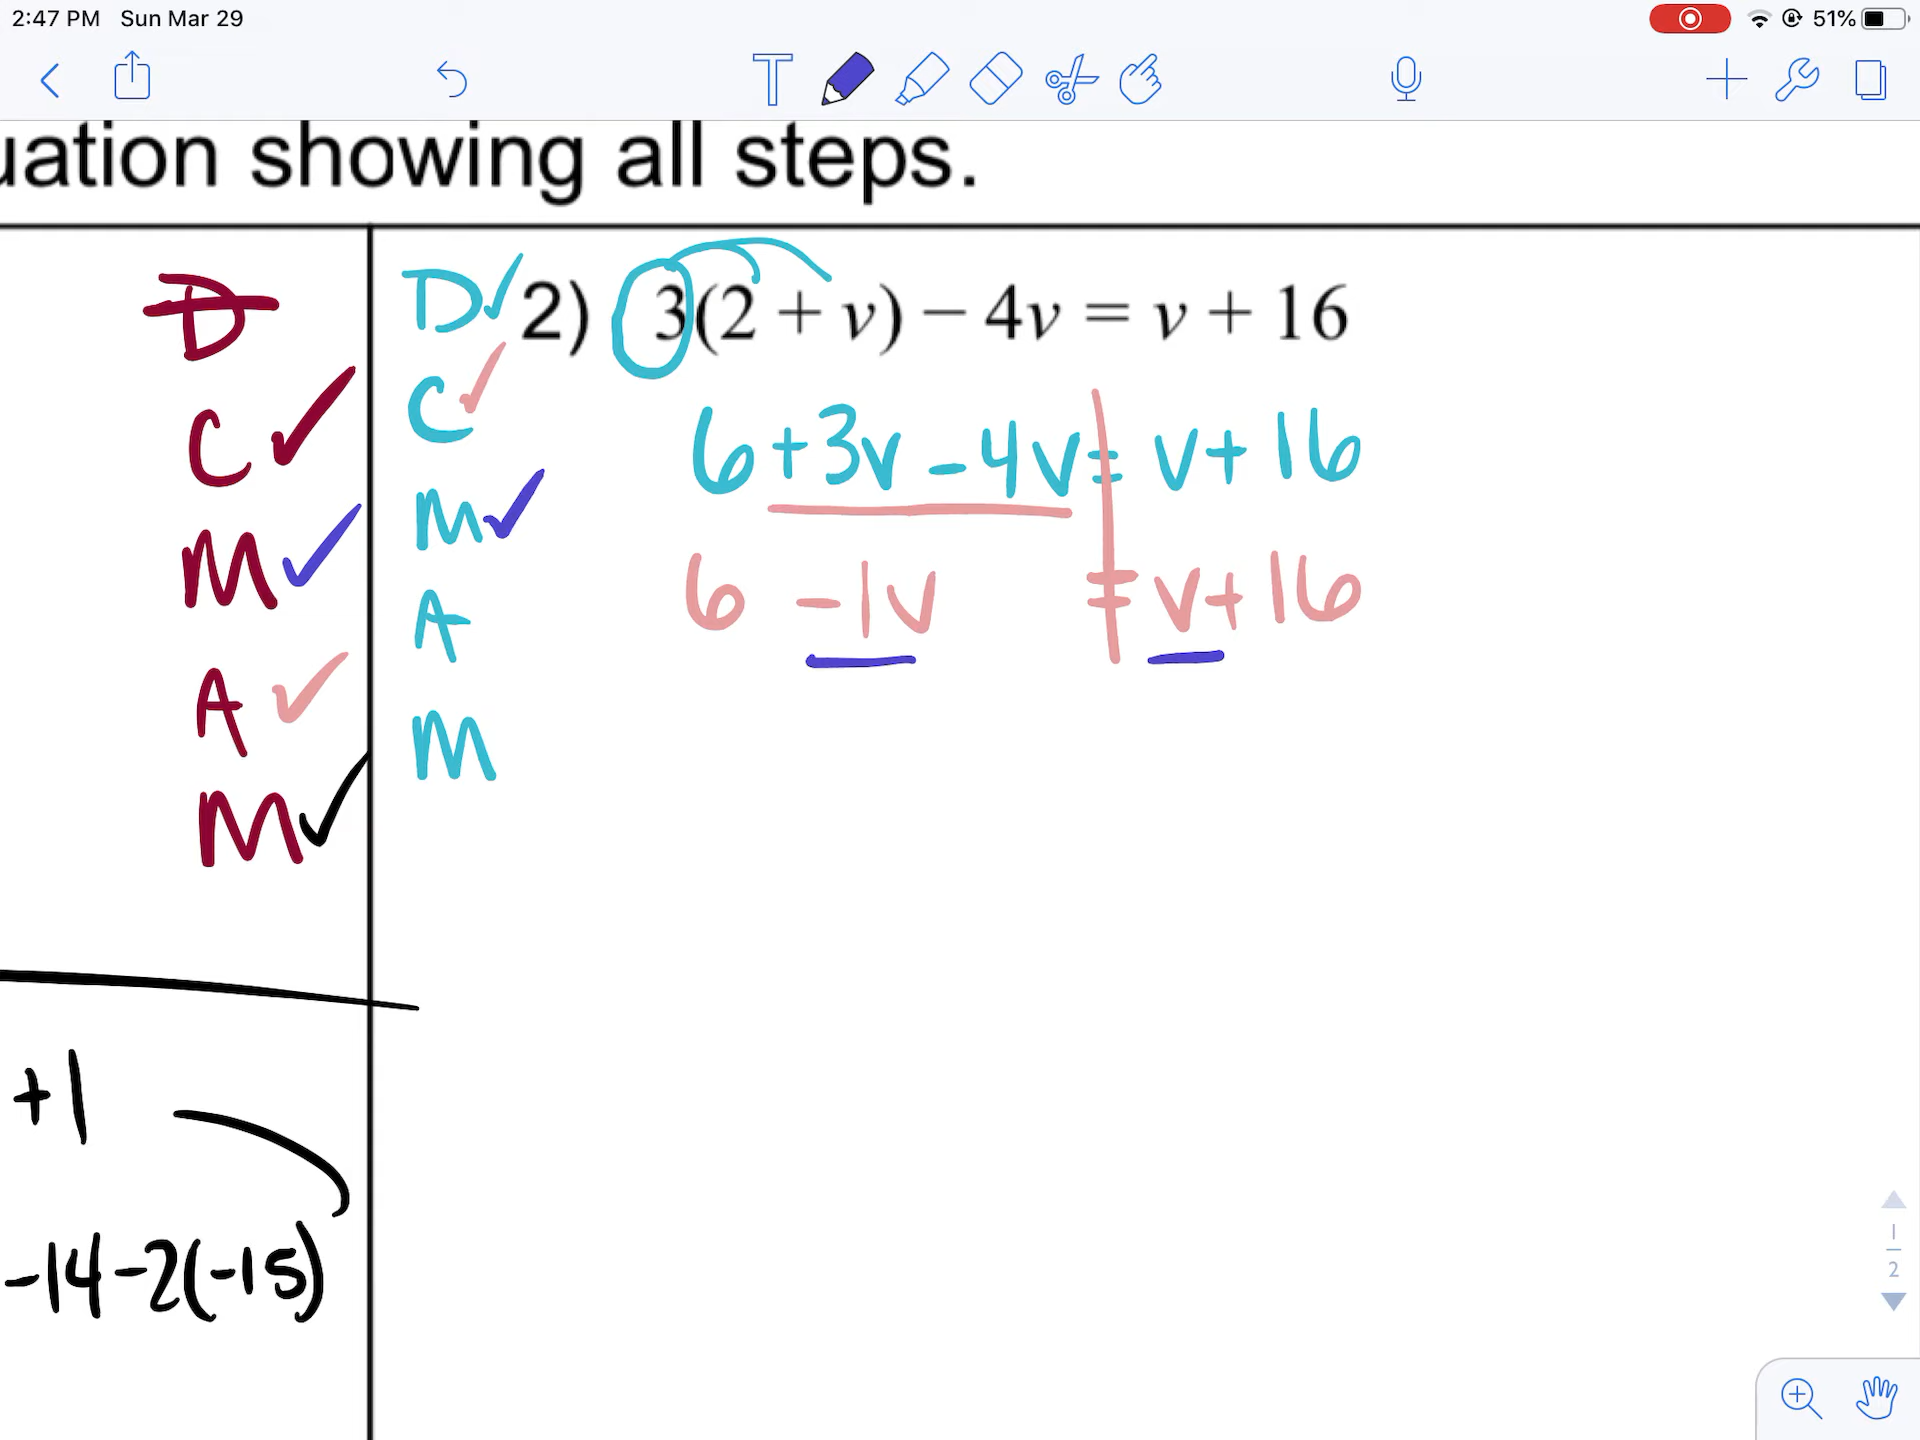 2:47 PM Sun Mar 29
51%
T
uation showing all steps.
D
C
M
A
M
+1
-14-2(-15)
D 2) 3(2 + v) − 4v = v + 16
C
6+3v-4v = v+16
M
6 -1v = v+16
A
M
1
2